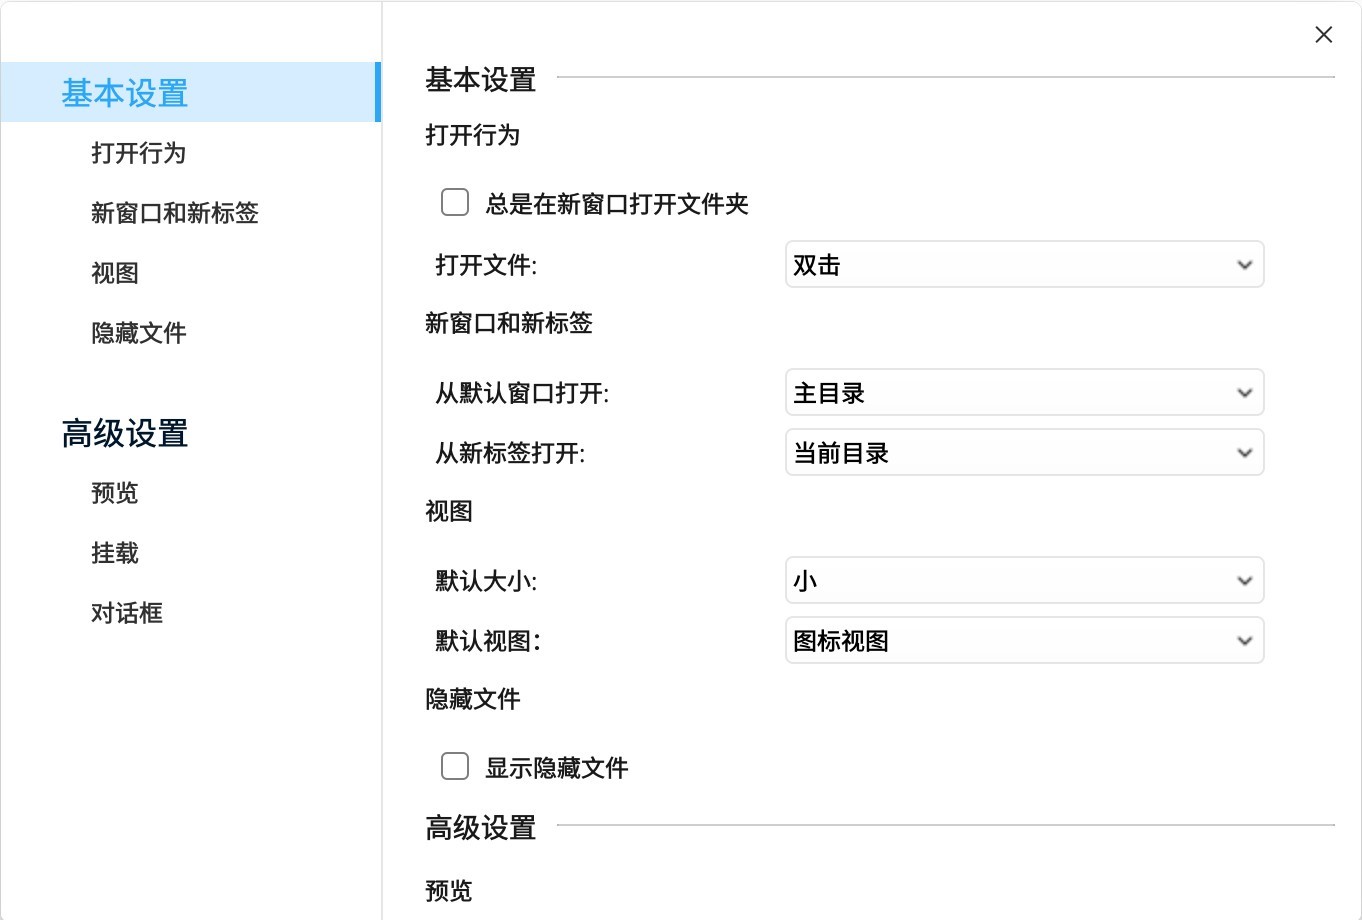 基本设置
打开行为
新窗口和新标签
视图
隐藏文件
高级设置
预览
挂载
对话框
基本设置
打开行为
总是在新窗口打开文件夹
打开文件: 双击
新窗口和新标签
从默认窗口打开: 主目录
从新标签打开: 当前目录
视图
默认大小: 小
默认视图： 图标视图
隐藏文件
显示隐藏文件
高级设置
预览